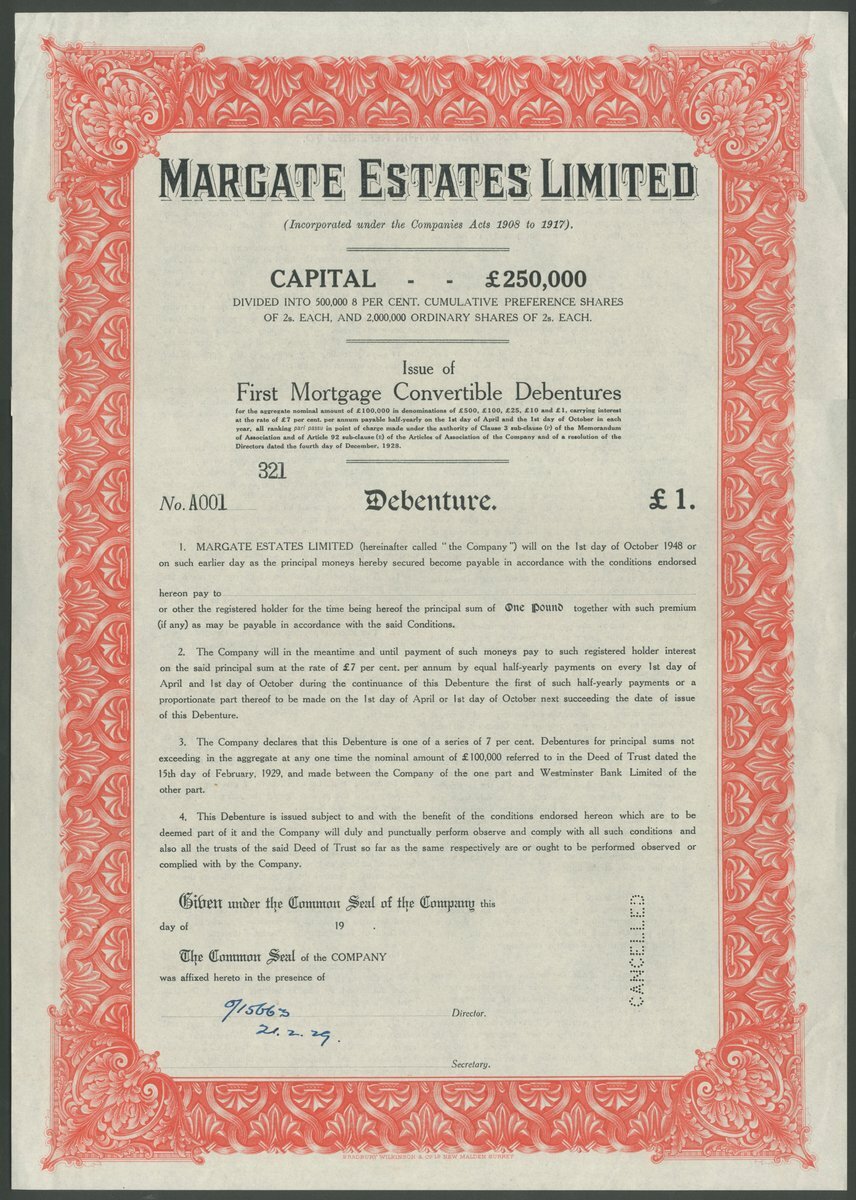 MARGATE ESTATES LIMITED
(Incorporated under the Companies Acts 1908 to 1917).
CAPITAL - - £250,000
DIVIDED INTO 500,000 8 PER CENT. CUMULATIVE PREFERENCE SHARES
OF 2s. EACH, AND 2,000,000 ORDINARY SHARES OF 2s. EACH.
Issue of
First Mortgage Convertible Debentures
for the aggregate nominal amount of £100,000 in denominations of £500, £100, £25, £10 and £1, carrying interest
at the rate of £7 per cent. per annum payable half-yearly on the 1st day of April and the 1st day of October in each
year, all ranking pari passu in point of charge made under the authority of Clause 3 sub-clause (r) of the Memorandum
of Association and of Article 92 sub-clause (t) of the Articles of Association of the Company and of a resolution of the
Directors dated the fourth day of December, 1928.
321
No. A001 Debenture. £1.
1. MARGATE ESTATES LIMITED (hereinafter called "the Company") will on the 1st day of October 1948 or
on such earlier day as the principal moneys hereby secured become payable in accordance with the conditions endorsed
hereon pay to
or other the registered holder for the time being hereof the principal sum of One Pound together with such premium
(if any) as may be payable in accordance with the said Conditions.
2. The Company will in the meantime and until payment of such moneys pay to such registered holder interest
on the said principal sum at the rate of £7 per cent. per annum by equal half-yearly payments on every 1st day of
April and 1st day of October during the continuance of this Debenture the first of such half-yearly payments or a
proportionate part thereof to be made on the 1st day of April or 1st day of October next succeeding the date of issue
of this Debenture.
3. The Company declares that this Debenture is one of a series of 7 per cent. Debentures for principal sums not
exceeding in the aggregate at any one time the nominal amount of £100,000 referred to in the Deed of Trust dated the
15th day of February, 1929, and made between the Company of the one part and Westminster Bank Limited of the
other part.
4. This Debenture is issued subject to and with the benefit of the conditions endorsed hereon which are to be
deemed part of it and the Company will duly and punctually perform observe and comply with all such conditions and
also all the trusts of the said Deed of Trust so far as the same respectively are or ought to be performed observed or
complied with by the Company.
Given under the Common Seal of the Company this
day of 19 .
The Common Seal of the COMPANY
was affixed hereto in the presence of
CANCELLED
Director.
21.2.29.
Secretary.
BRADBURY WILKINSON & Co Ld NEW MALDEN SURREY